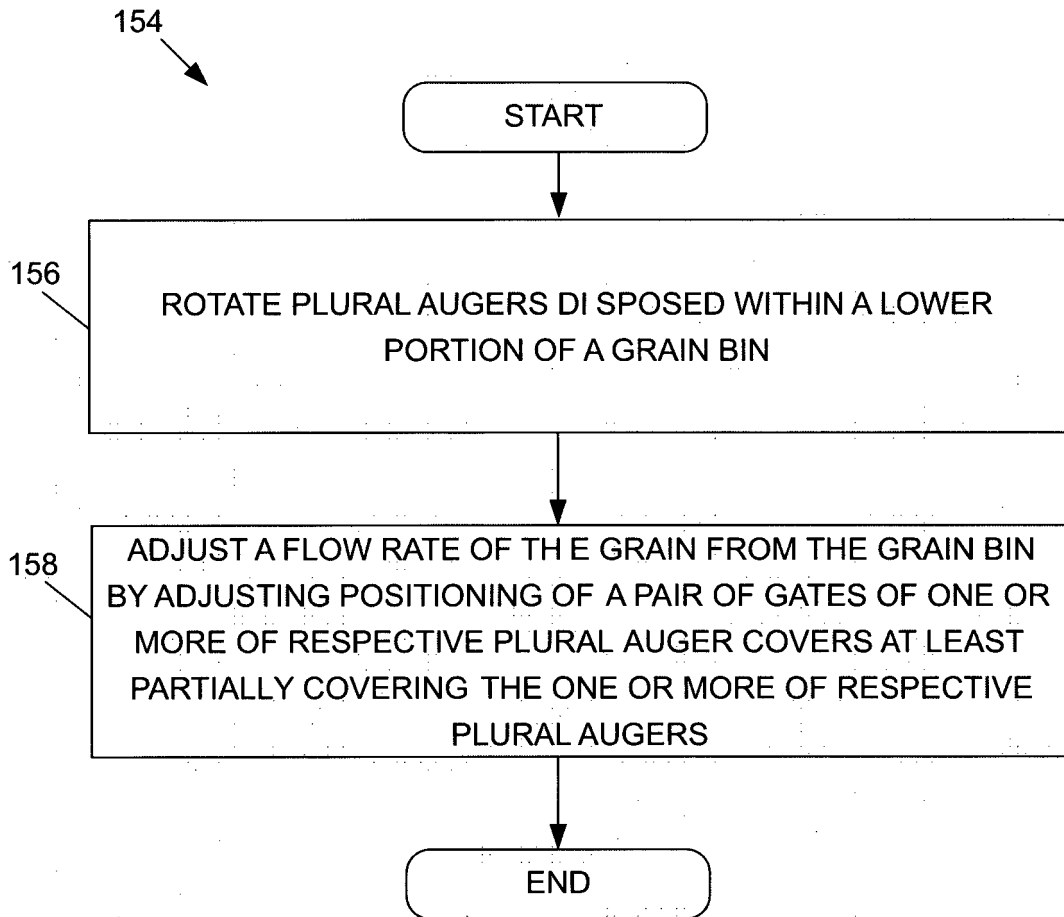 154
START
156
ROTATE PLURAL AUGERS DI SPOSED WITHIN A LOWER
PORTION OF A GRAIN BIN
158
ADJUST A FLOW RATE OF TH E GRAIN FROM THE GRAIN BIN
BY ADJUSTING POSITIONING OF A PAIR OF GATES OF ONE OR
MORE OF RESPECTIVE PLURAL AUGER COVERS AT LEAST
PARTIALLY COVERING THE ONE OR MORE OF RESPECTIVE
PLURAL AUGERS
END